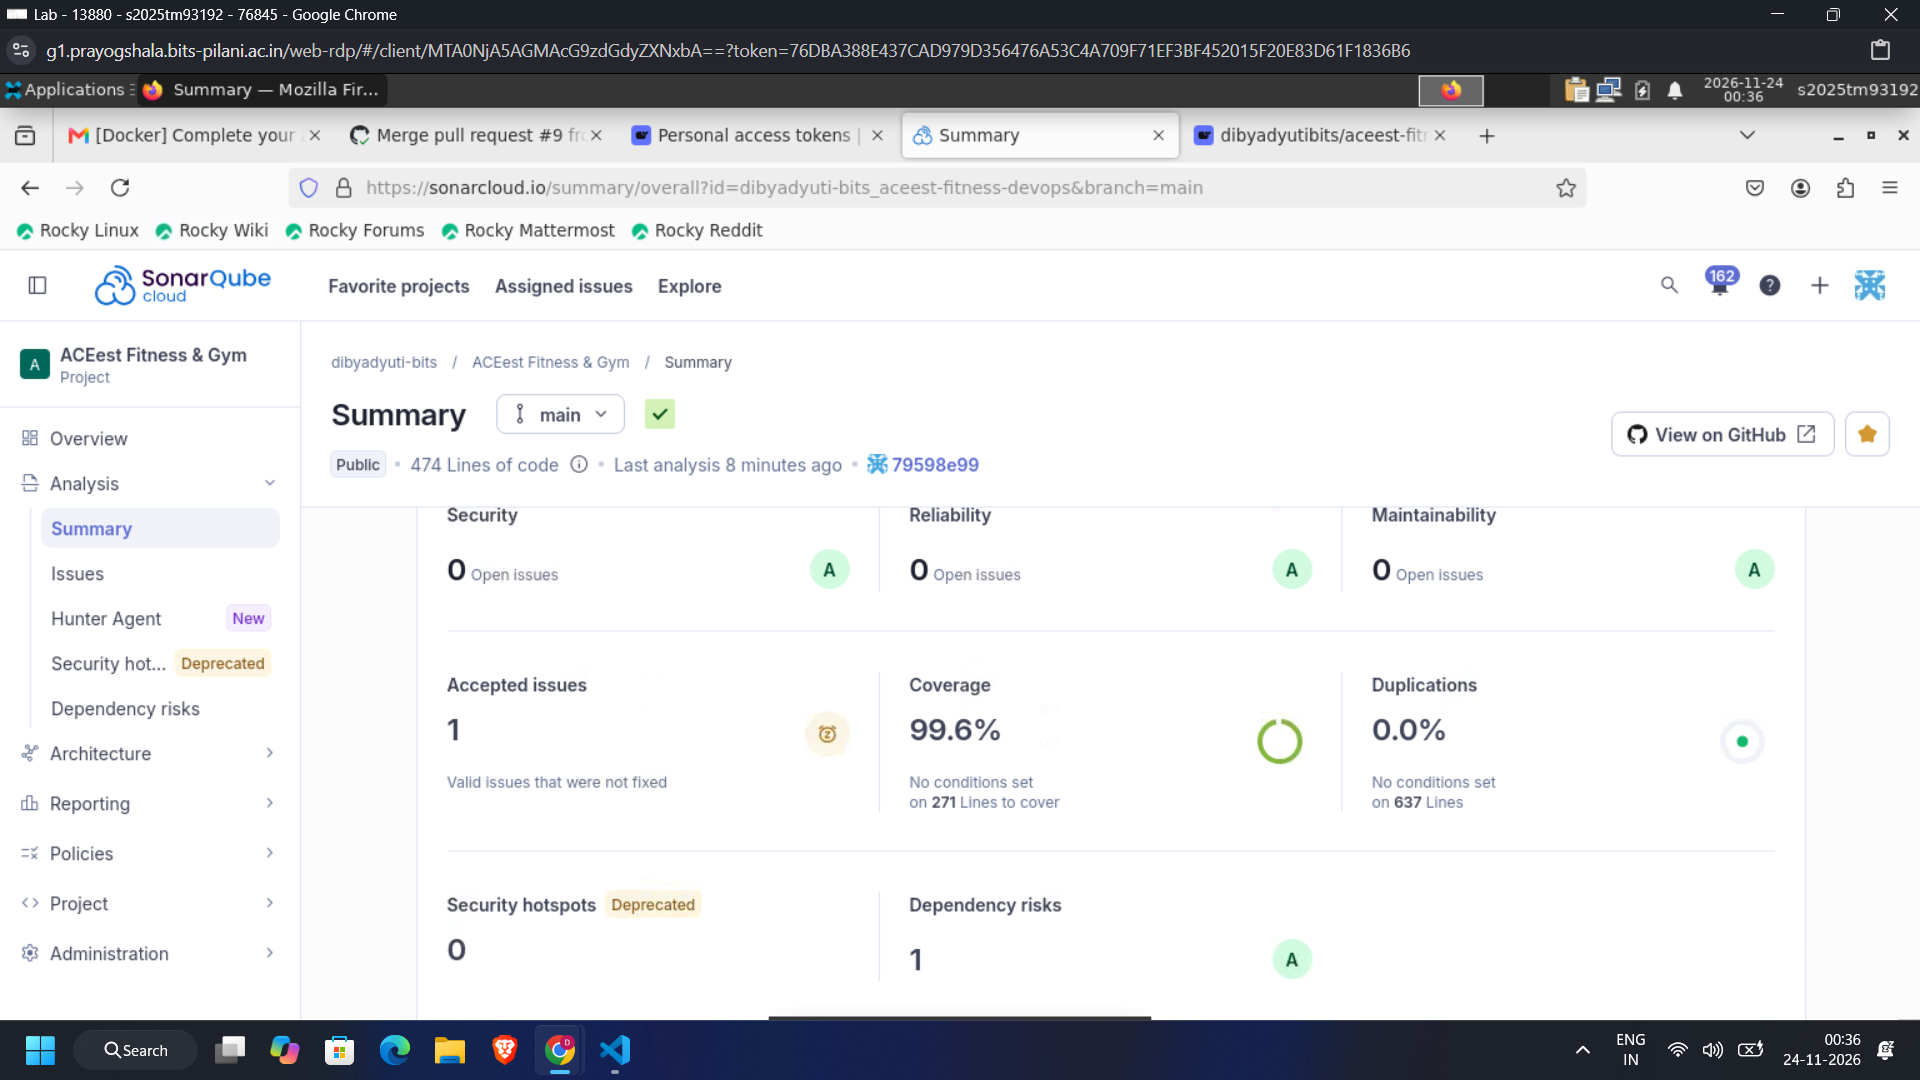 Lab - 13880 - s2025tm93192 - 76845 - Google Chrome
g1.prayogshala.bits-pilani.ac.in/web-rdp/#/client/MTA0NjA5AGMAcG9zdGdyZXNxbA==?token=76DBA388E437CAD979D356476A53C4A709F71EF3BF452015F20E83D61F1836B6
Applications
Summary — Mozilla Fir...
2026-11-24
00:36
s2025tm93192
[Docker] Complete your a
Merge pull request #9 fro
Personal access tokens |
Summary
dibyadyutibits/aceest-fitn
https://sonarcloud.io/summary/overall?id=dibyadyuti-bits_aceest-fitness-devops&branch=main
Rocky Linux Rocky Wiki Rocky Forums Rocky Mattermost Rocky Reddit
SonarQube
cloud
Favorite projects Assigned issues Explore
162
A
ACEest Fitness & Gym
Project
Overview
Analysis
Summary
Issues
Hunter Agent New
Security hot... Deprecated
Dependency risks
Architecture
Reporting
Policies
Project
Administration
dibyadyuti-bits / ACEest Fitness & Gym / Summary
Summary
main
View on GitHub
Public • 474 Lines of code • Last analysis 8 minutes ago • 79598e99
Security
0 Open issues
A
Reliability
0 Open issues
A
Maintainability
0 Open issues
A
Accepted issues
1
Valid issues that were not fixed
Coverage
99.6%
No conditions set
on 271 Lines to cover
Duplications
0.0%
No conditions set
on 637 Lines
Security hotspots Deprecated
0
Dependency risks
1
A
Search
ENG
IN
00:36
24-11-2026